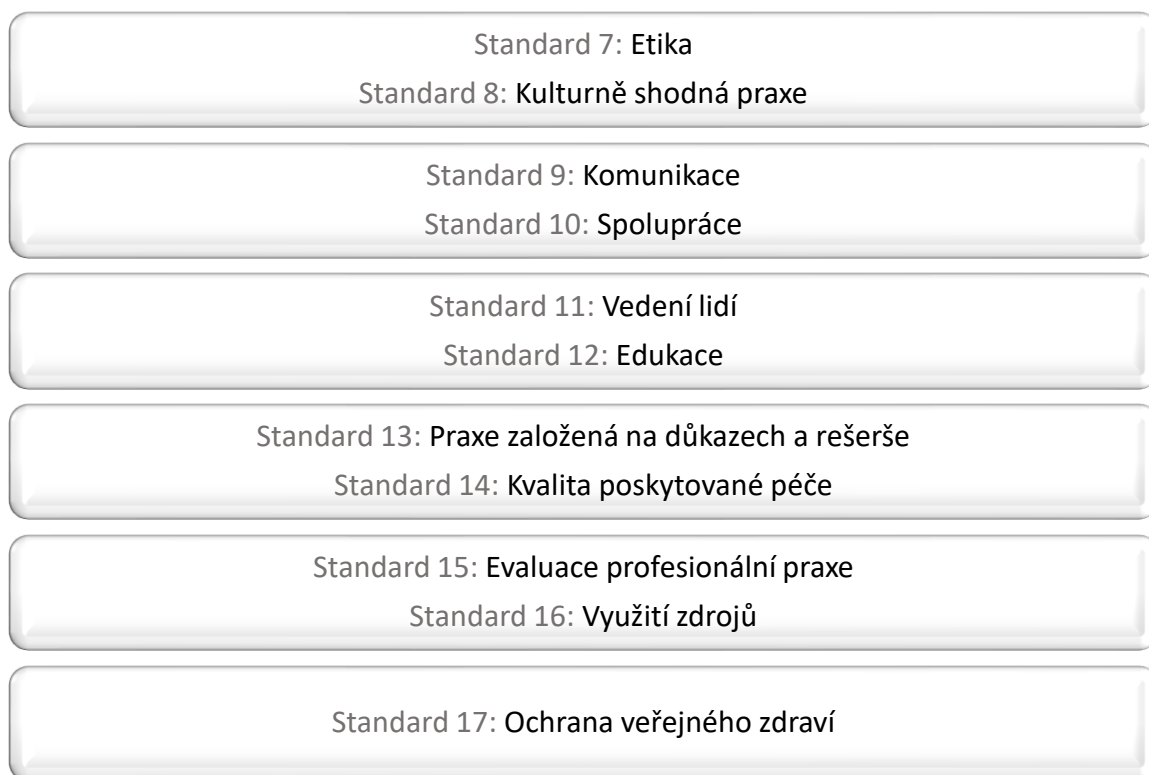 Standard 7: Etika
Standard 8: Kulturně shodná praxe
Standard 9: Komunikace
Standard 10: Spolupráce
Standard 11: Vedení lidí
Standard 12: Edukace
Standard 13: Praxe založená na důkazech a rešerše
Standard 14: Kvalita poskytované péče
Standard 15: Evaluace profesionální praxe
Standard 16: Využití zdrojů
Standard 17: Ochrana veřejného zdraví